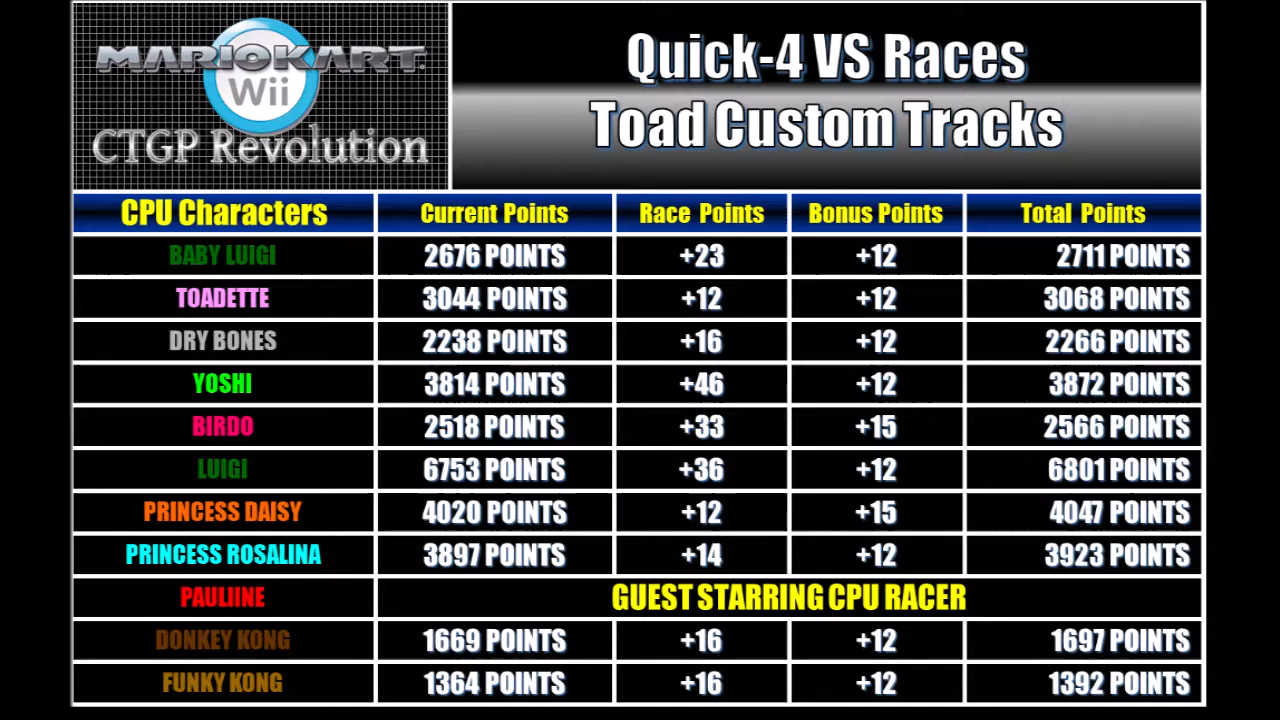 MARIOKART
Wii
CTGP Revolution
Quick-4 VS Races
Toad Custom Tracks
CPU Characters Current Points Race Points Bonus Points Total Points
BABY LUIGI 2676 POINTS +23 +12 2711 POINTS
TOADETTE 3044 POINTS +12 +12 3068 POINTS
DRY BONES 2238 POINTS +16 +12 2266 POINTS
YOSHI 3814 POINTS +46 +12 3872 POINTS
BIRDO 2518 POINTS +33 +15 2566 POINTS
LUIGI 6753 POINTS +36 +12 6801 POINTS
PRINCESS DAISY 4020 POINTS +12 +15 4047 POINTS
PRINCESS ROSALINA 3897 POINTS +14 +12 3923 POINTS
PAULIINE GUEST STARRING CPU RACER
DONKEY KONG 1669 POINTS +16 +12 1697 POINTS
FUNKY KONG 1364 POINTS +16 +12 1392 POINTS